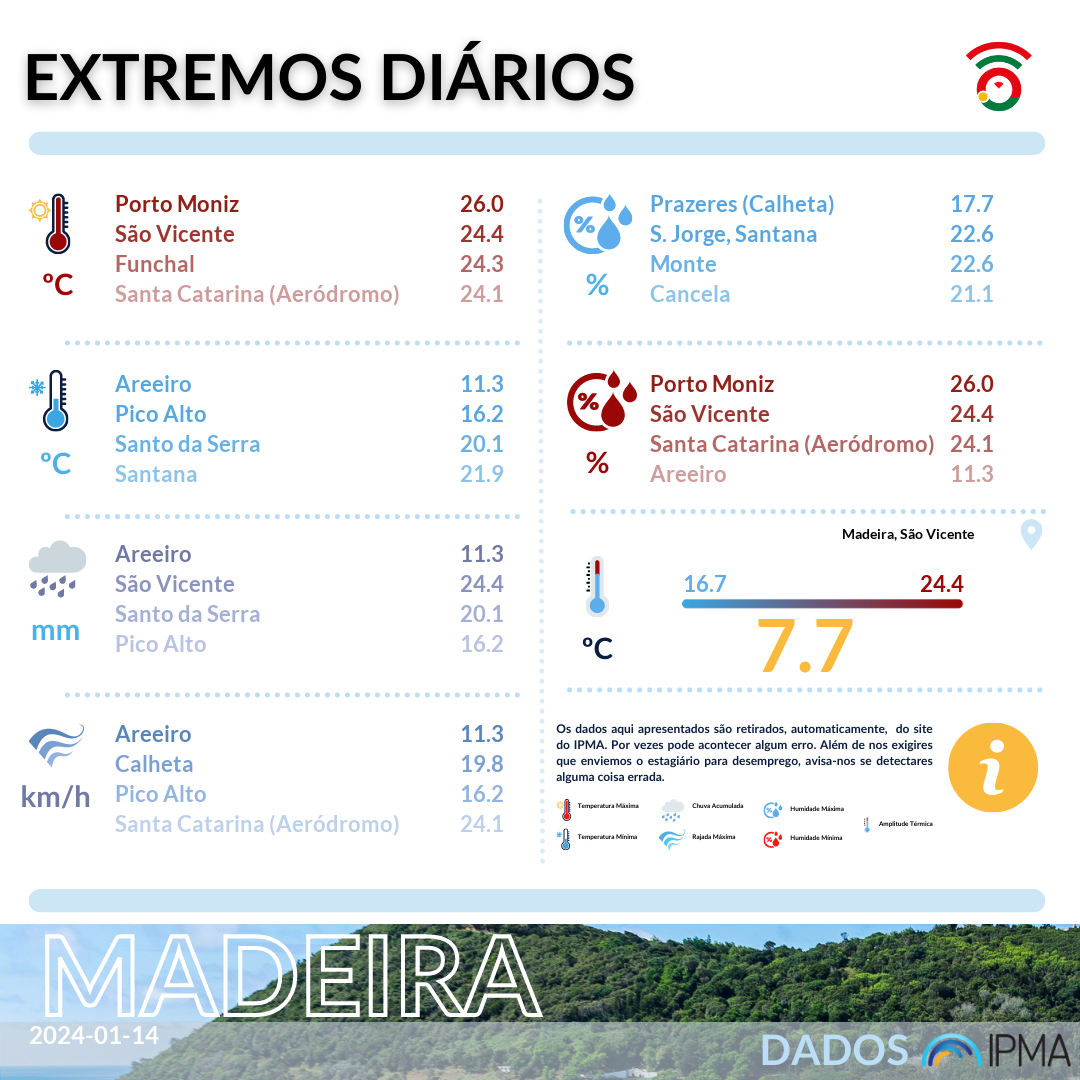 EXTREMOS DIÁRIOS
Porto Moniz 26.0
São Vicente 24.4
Funchal 24.3
Santa Catarina (Aeródromo) 24.1
ºC
Areeiro 11.3
Pico Alto 16.2
Santo da Serra 20.1
Santana 21.9
ºC
Areeiro 11.3
São Vicente 24.4
Santo da Serra 20.1
Pico Alto 16.2
mm
Areeiro 11.3
Calheta 19.8
Pico Alto 16.2
Santa Catarina (Aeródromo) 24.1
km/h
%
Prazeres (Calheta) 17.7
S. Jorge, Santana 22.6
Monte 22.6
Cancela 21.1
%
%
Porto Moniz 26.0
São Vicente 24.4
Santa Catarina (Aeródromo) 24.1
Areeiro 11.3
%
Madeira, São Vicente
16.7 24.4
7.7
ºC
Os dados aqui apresentados são retirados, automaticamente, do site
do IPMA. Por vezes pode acontecer algum erro. Além de nos exigires
que enviemos o estagiário para desemprego, avisa-nos se detectares
alguma coisa errada.
i
Temperatura Máxima Chuva Acumulada Humidade Máxima
Amplitude Térmica
Temperatura Mínima Rajada Máxima Humidade Mínima
MADEIRA
2024-01-14
DADOS IPMA